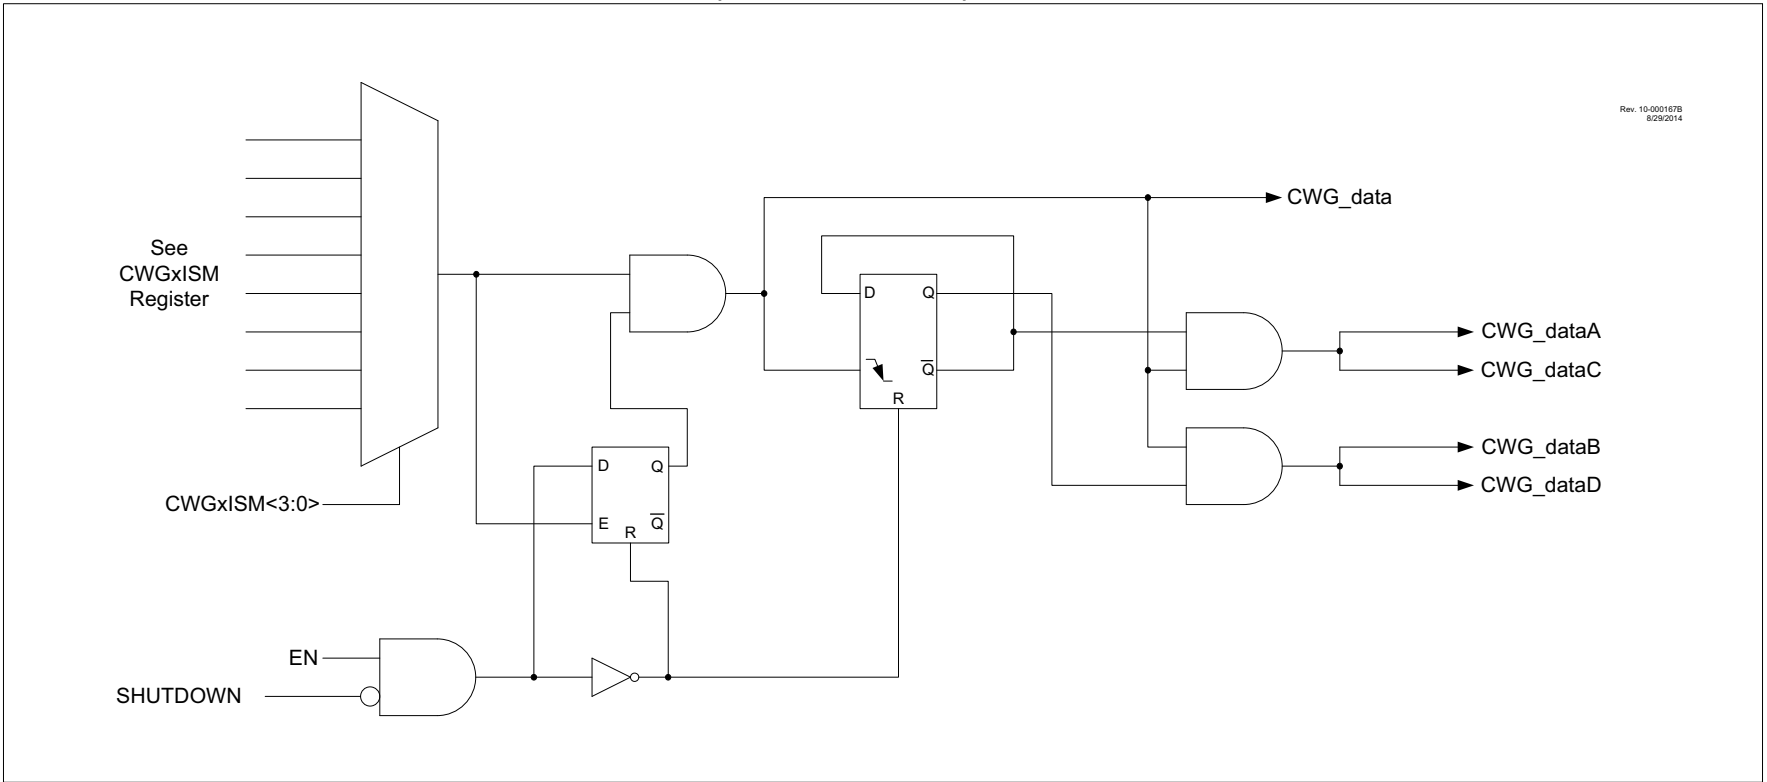 Rev. 10-000167B
8/29/2014
CWG_data
See
CWGxISM
Register
D
Q
Q
R
CWG_dataA
CWG_dataC
CWG_dataB
CWG_dataD
D
Q
E
Q
R
CWGxISM<3:0>
EN
SHUTDOWN